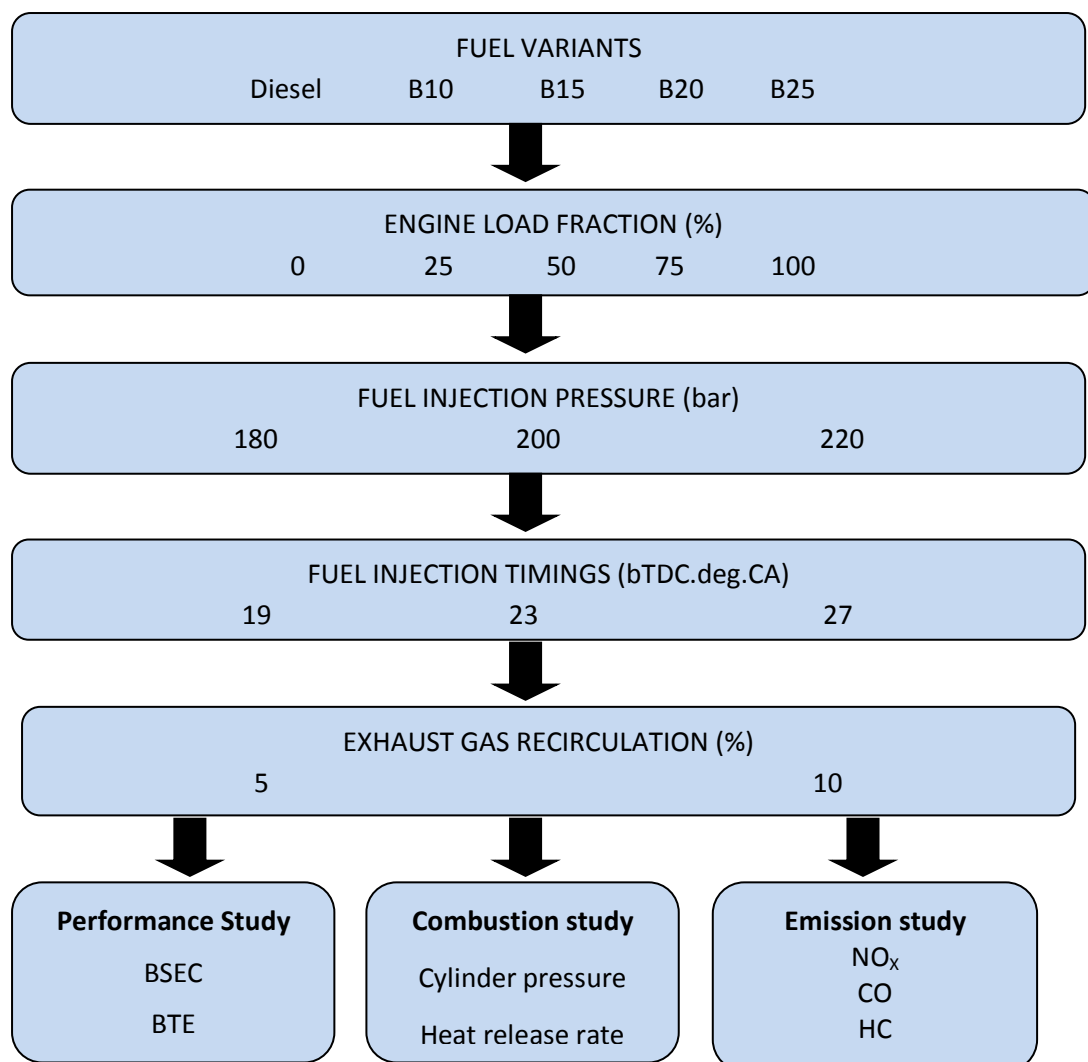 FUEL VARIANTS
Diesel B10 B15 B20 B25
ENGINE LOAD FRACTION (%)
0 25 50 75 100
FUEL INJECTION PRESSURE (bar)
180 200 220
FUEL INJECTION TIMINGS (bTDC.deg.CA)
19 23 27
EXHAUST GAS RECIRCULATION (%)
5 10
Performance Study
BSEC
BTE
Combustion study
Cylinder pressure
Heat release rate
Emission study
NOX
CO
HC